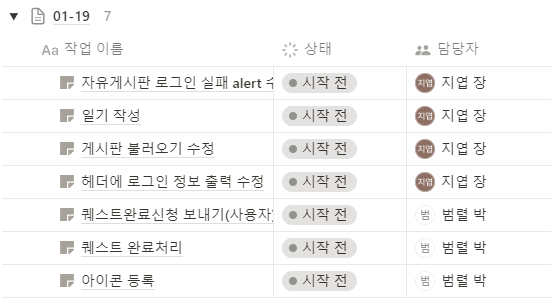 01-19 7
Aa 작업 이름 상태 담당자
자유게시판 로그인 실패 alert 수 시작 전 지엽 지엽 장
일기 작성 시작 전 지엽 지엽 장
게시판 불러오기 수정 시작 전 지엽 지엽 장
헤더에 로그인 정보 출력 수정 시작 전 지엽 지엽 장
퀘스트완료신청 보내기(사용자) 시작 전 범 범렬 박
퀘스트 완료처리 시작 전 범 범렬 박
아이콘 등록 시작 전 범 범렬 박